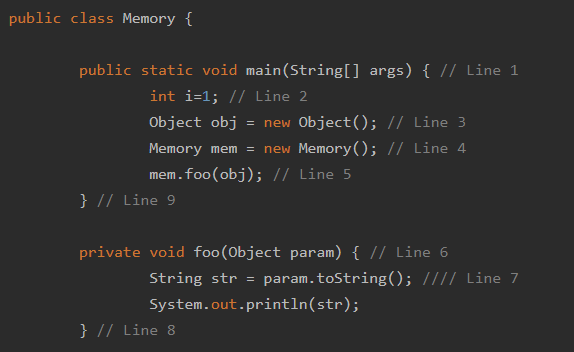 public class Memory {
public static void main(String[] args) { // Line 1
int i=1; // Line 2
Object obj = new Object(); // Line 3
Memory mem = new Memory(); // Line 4
mem.foo(obj); // Line 5
} // Line 9
private void foo(Object param) { // Line 6
String str = param.toString(); //// Line 7
System.out.println(str);
} // Line 8